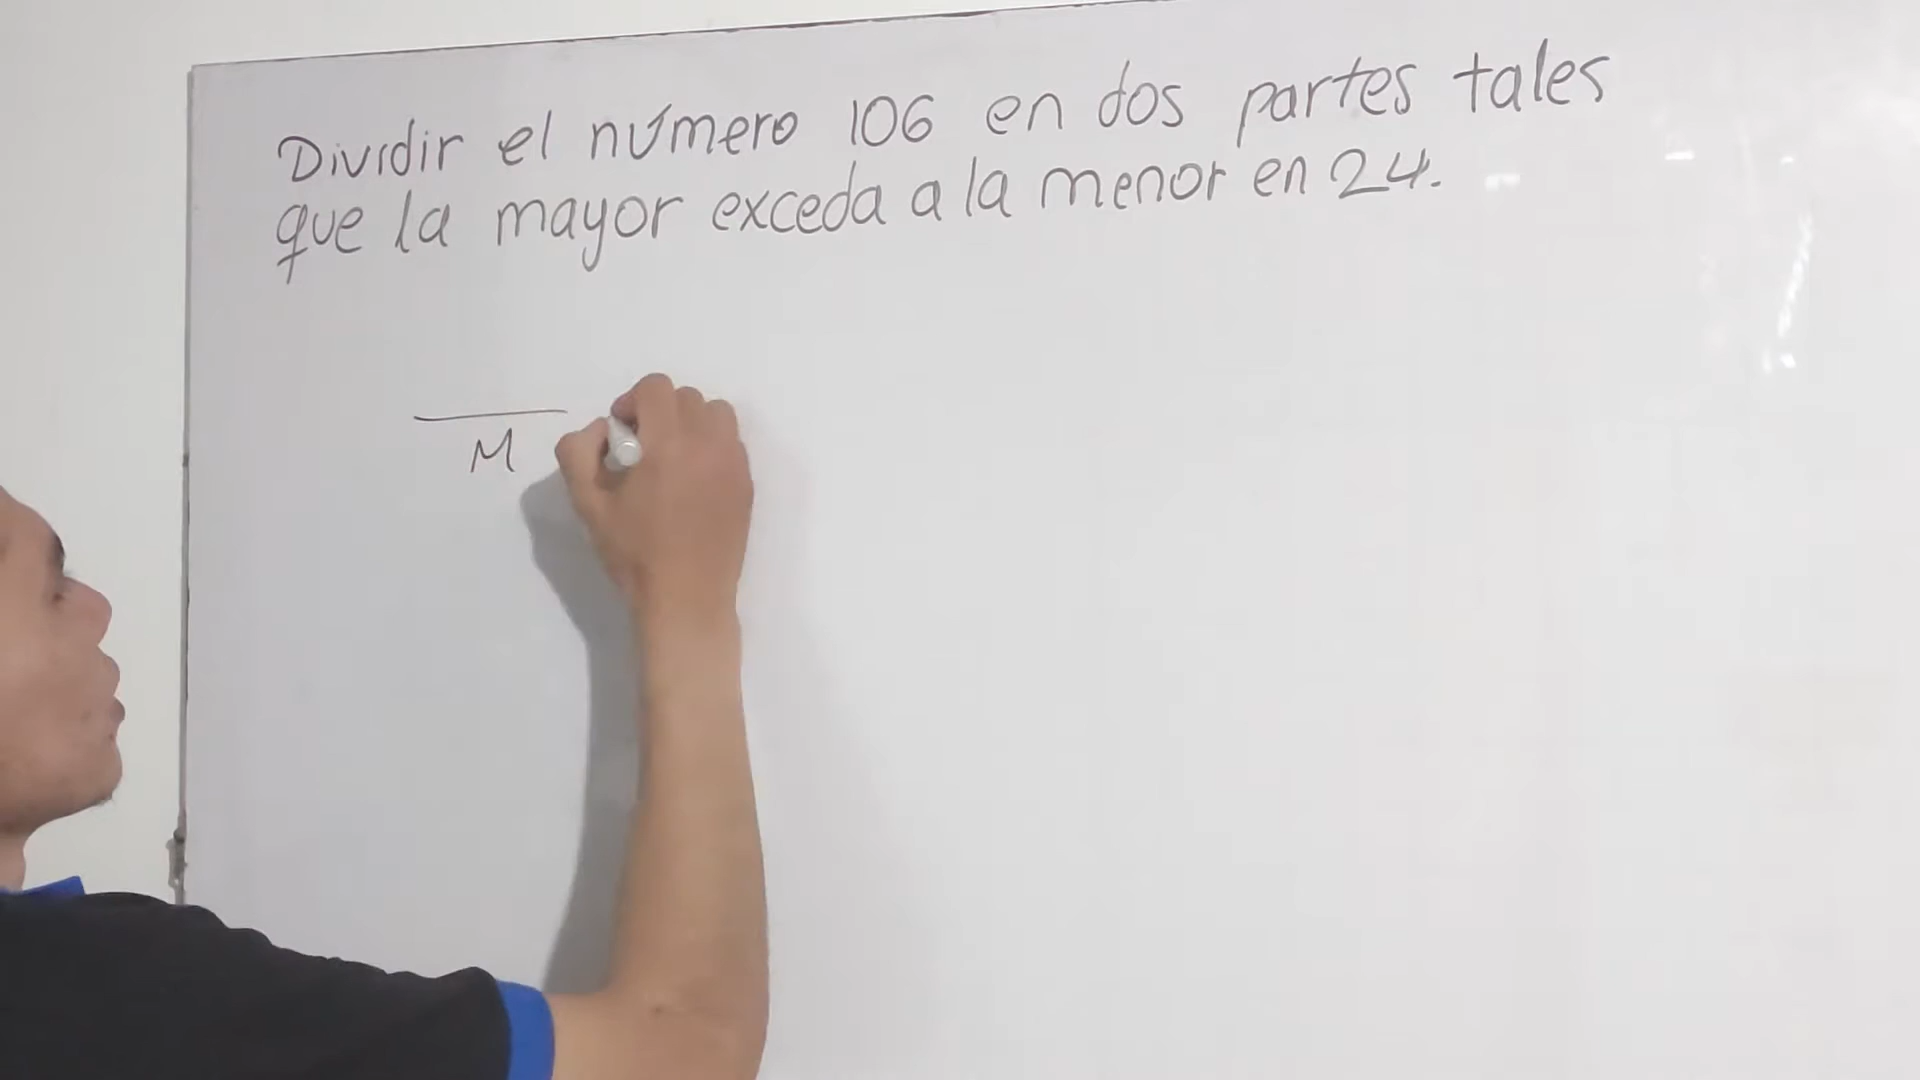 Dividir el número 106 en dos partes tales
que la mayor exceda a la menor en 24.
M